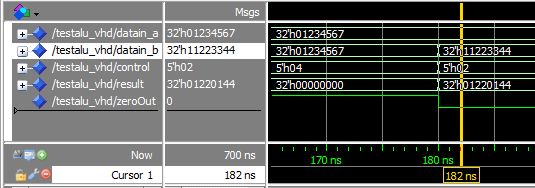 Msgs
/testalu_vhd/datain_a 32'h01234567 32'h01234567
/testalu_vhd/datain_b 32'h11223344 32'h01234567 32'h11223344
/testalu_vhd/control 5'h02 5'h04 5'h02
/testalu_vhd/result 32'h01220144 32'h00000000 32'h01220144
/testalu_vhd/zeroOut 0
Now 700 ns 170 ns 180 ns
Cursor 1 182 ns 182 ns